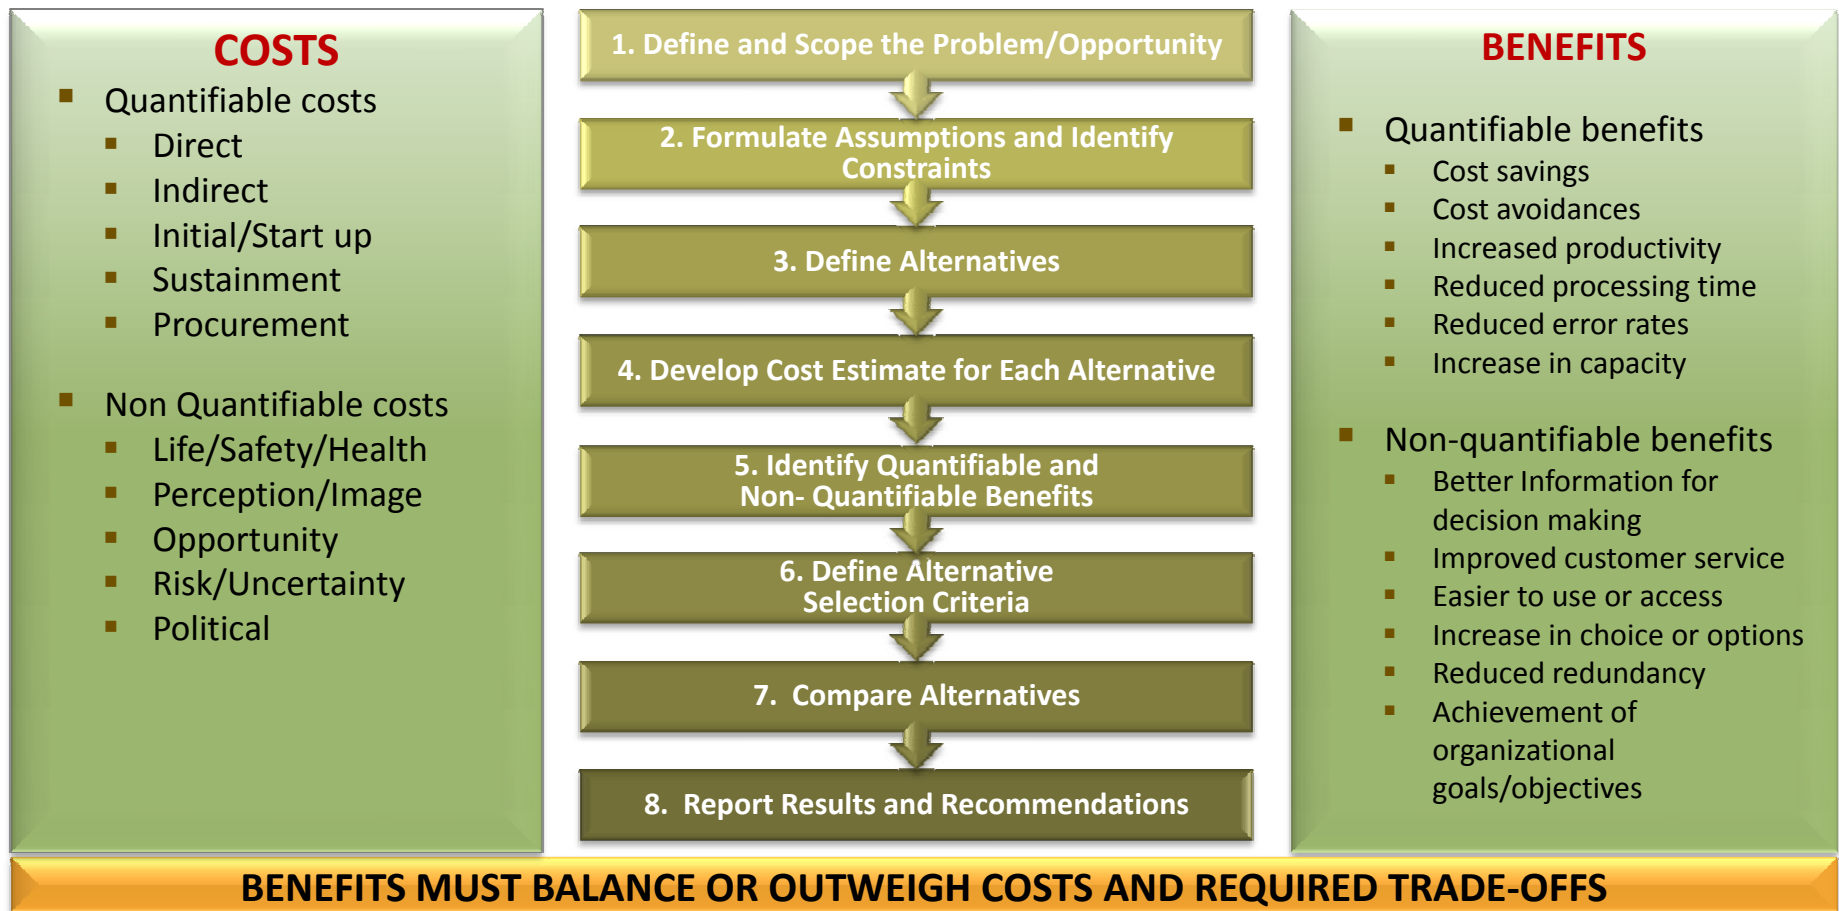 COSTS
Quantifiable costs
Direct
Indirect
Initial/Start up
Sustainment
Procurement
Non Quantifiable costs
Life/Safety/Health
Perception/Image
Opportunity
Risk/Uncertainty
Political
1. Define and Scope the Problem/Opportunity
2. Formulate Assumptions and Identify
Constraints
3. Define Alternatives
4. Develop Cost Estimate for Each Alternative
5. Identify Quantifiable and
Non- Quantifiable Benefits
6. Define Alternative
Selection Criteria
7. Compare Alternatives
8. Report Results and Recommendations
BENEFITS
Quantifiable benefits
Cost savings
Cost avoidances
Increased productivity
Reduced processing time
Reduced error rates
Increase in capacity
Non-quantifiable benefits
Better Information for
decision making
Improved customer service
Easier to use or access
Increase in choice or options
Reduced redundancy
Achievement of
organizational
goals/objectives
BENEFITS MUST BALANCE OR OUTWEIGH COSTS AND REQUIRED TRADE-OFFS